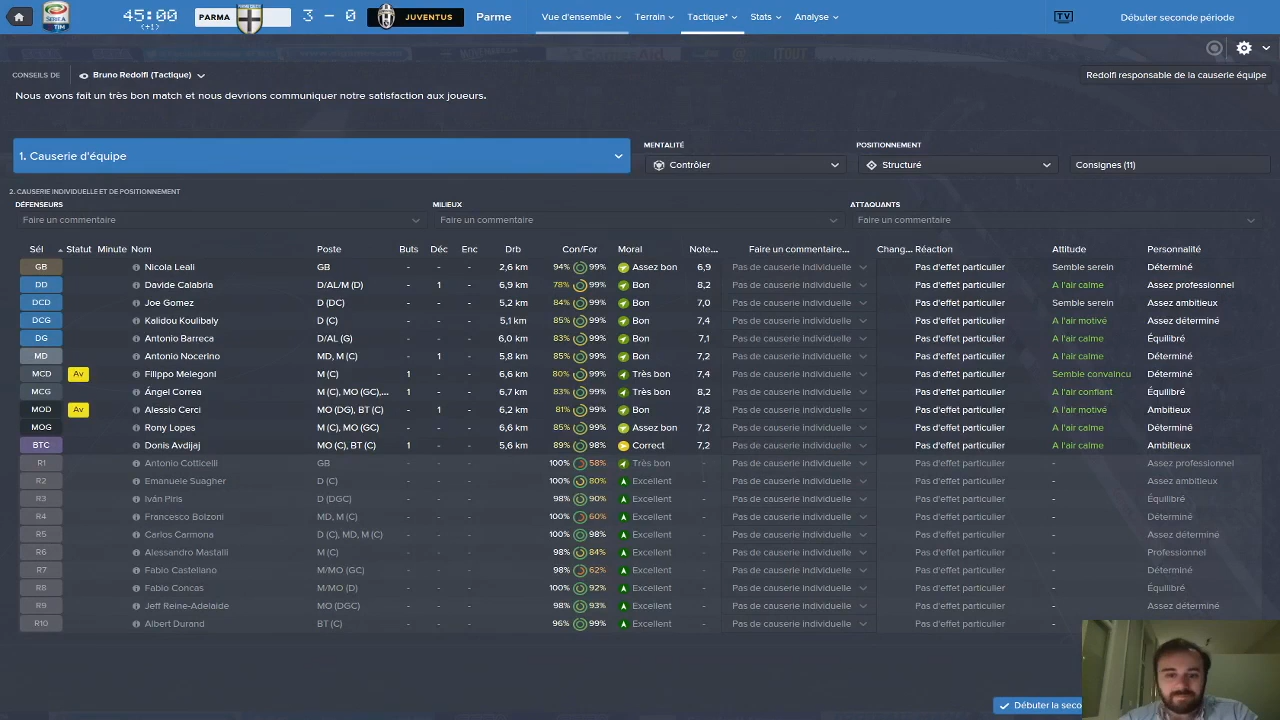 45:00 (+1) PARMA 3 – 0 JUVENTUS Parme Vue d'ensemble Terrain Tactique* Stats Analyse TV Débuter seconde période
SERIE A TIM
CONSEILS DE Bruno Redolfi (Tactique) Redolfi responsable de la causerie équipe
Nous avons fait un très bon match et nous devrions communiquer notre satisfaction aux joueurs.
MENTALITÉ POSITIONNEMENT
1. Causerie d'équipe Contrôler Structuré Consignes (11)
2. CAUSERIE INDIVIDUELLE ET DE POSITIONNEMENT
DÉFENSEURS MILIEUX ATTAQUANTS
Faire un commentaire Faire un commentaire Faire un commentaire
Sél Statut Minute Nom Poste Buts Déc Enc Drb Con/For Moral Note... Faire un commentaire... Chang... Réaction Attitude Personnalité
GB Nicola Leali GB - - - 2,6 km 94% 99% Assez bon 6,9 Pas de causerie individuelle Pas d'effet particulier Semble serein Déterminé
DD Davide Calabria D/AL/M (D) - 1 - 6,9 km 78% 99% Bon 8,2 Pas de causerie individuelle Pas d'effet particulier A l'air calme Assez professionnel
DCD Joe Gomez D (DC) - - - 5,2 km 84% 99% Bon 7,0 Pas de causerie individuelle Pas d'effet particulier Semble serein Assez ambitieux
DCG Kalidou Koulibaly D (C) - - - 5,1 km 85% 99% Bon 7,4 Pas de causerie individuelle Pas d'effet particulier A l'air motivé Assez déterminé
DG Antonio Barreca D/AL (G) - - - 6,0 km 83% 99% Bon 7,1 Pas de causerie individuelle Pas d'effet particulier A l'air calme Équilibré
MD Antonio Nocerino MD, M (C) - 1 - 5,8 km 85% 99% Bon 7,2 Pas de causerie individuelle Pas d'effet particulier A l'air calme Déterminé
MCD Av Filippo Melegoni M (C) 1 - - 6,6 km 80% 99% Très bon 7,4 Pas de causerie individuelle Pas d'effet particulier Semble convaincu Déterminé
MCG Ángel Correa M (C), MO (GC),... 1 - - 6,7 km 83% 99% Très bon 8,2 Pas de causerie individuelle Pas d'effet particulier A l'air confiant Équilibré
MOD Av Alessio Cerci MO (DG), BT (C) - 1 - 6,2 km 81% 99% Bon 7,8 Pas de causerie individuelle Pas d'effet particulier A l'air motivé Ambitieux
MOG Rony Lopes M (C), MO (GC) - - - 6,6 km 85% 99% Assez bon 7,2 Pas de causerie individuelle Pas d'effet particulier A l'air calme Déterminé
BTC Donis Avdijaj MO (C), BT (C) 1 - - 5,6 km 89% 98% Correct 7,2 Pas de causerie individuelle Pas d'effet particulier A l'air calme Ambitieux
R1 Antonio Cotticelli GB 100% 58% Très bon - Pas de causerie individuelle Pas d'effet particulier - Assez professionnel
R2 Emanuele Suagher D (C) 100% 80% Excellent - Pas de causerie individuelle Pas d'effet particulier - Assez ambitieux
R3 Iván Piris D (DGC) 98% 90% Excellent - Pas de causerie individuelle Pas d'effet particulier - Équilibré
R4 Francesco Bolzoni MD, M (C) 100% 60% Excellent - Pas de causerie individuelle Pas d'effet particulier - Déterminé
R5 Carlos Carmona D (C), MD, M (C) 100% 98% Excellent - Pas de causerie individuelle Pas d'effet particulier - Assez déterminé
R6 Alessandro Mastalli M (C) 98% 84% Excellent - Pas de causerie individuelle Pas d'effet particulier - Professionnel
R7 Fabio Castellano M/MO (GC) 98% 62% Excellent - Pas de causerie individuelle Pas d'effet particulier - Déterminé
R8 Fabio Concas M/MO (D) 100% 92% Excellent - Pas de causerie individuelle Pas d'effet particulier - Équilibré
R9 Jeff Reine-Adelaide MO (DGC) 98% 93% Excellent - Pas de causerie individuelle Pas d'effet particulier - Assez déterminé
R10 Albert Durand BT (C) 96% 99% Excellent - Pas de causerie individuelle Pas d'effet particulier -
Débuter la seco